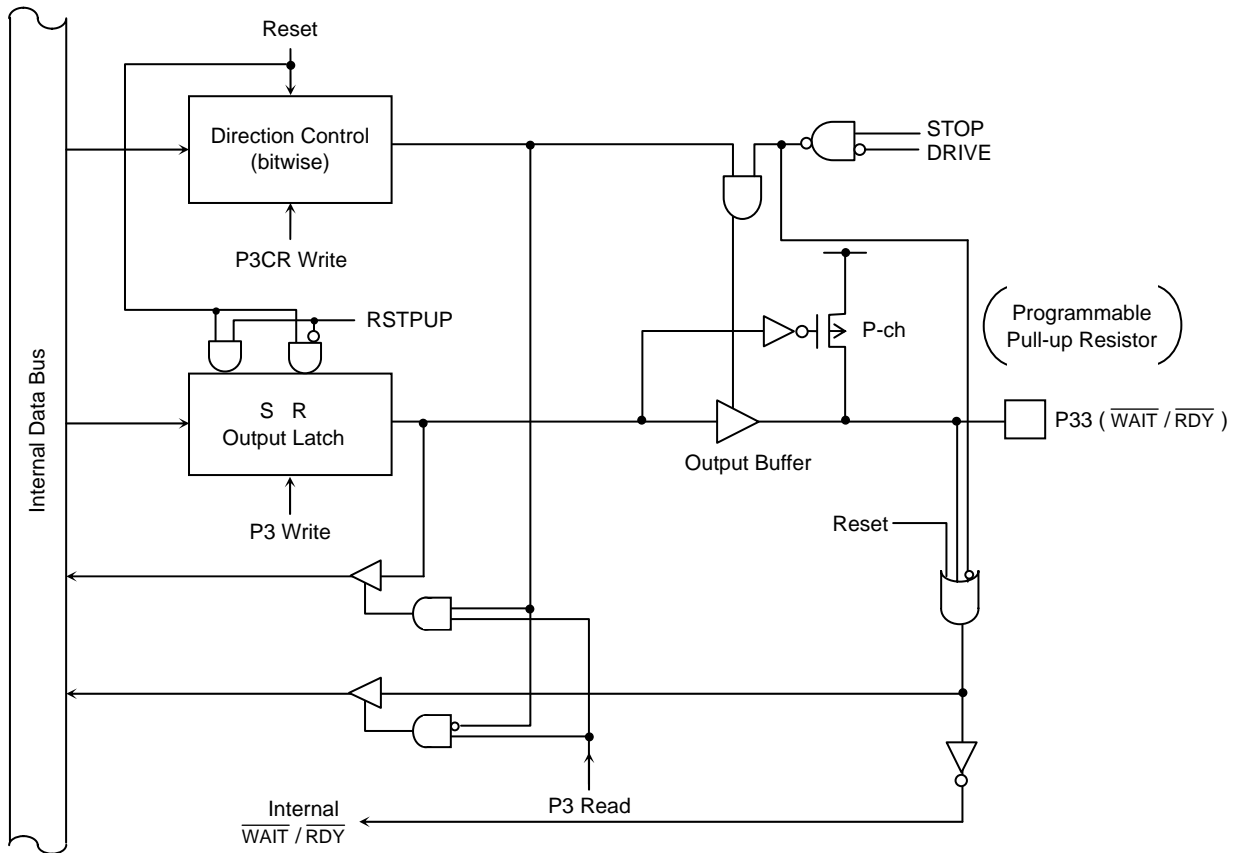 Reset
Direction Control
(bitwise)
STOP
DRIVE
P3CR Write
RSTPUP
P-ch
Programmable
Pull-up Resistor
Internal Data Bus
S R
Output Latch
P33 ( WAIT / RDY )
Output Buffer
P3 Write
Reset
P3 Read
Internal
WAIT / RDY